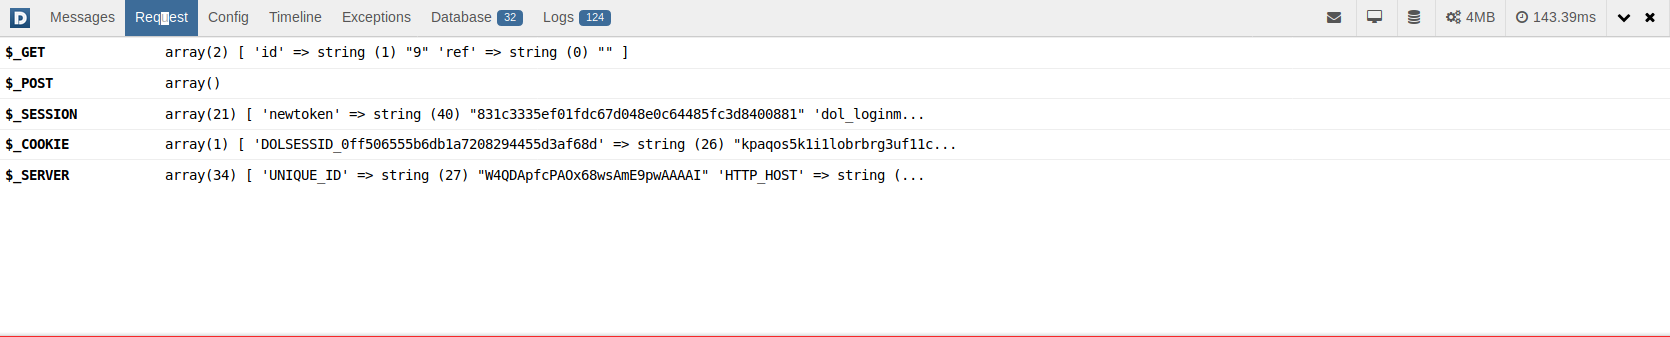 D Messages Request Config Timeline Exceptions Database 32 Logs 124 4MB 143.39ms
$_GET array(2) [ 'id' => string (1) "9" 'ref' => string (0) "" ]
$_POST array()
$_SESSION array(21) [ 'newtoken' => string (40) "831c3335ef01fdc67d048e0c64485fc3d8400881" 'dol_loginm...
$_COOKIE array(1) [ 'DOLSESSID_0ff506555b6db1a7208294455d3af68d' => string (26) "kpaqos5k1i1lobrbrg3uf11c...
$_SERVER array(34) [ 'UNIQUE_ID' => string (27) "W4QDApfcPAOx68wsAmE9pwAAAAI" 'HTTP_HOST' => string (...